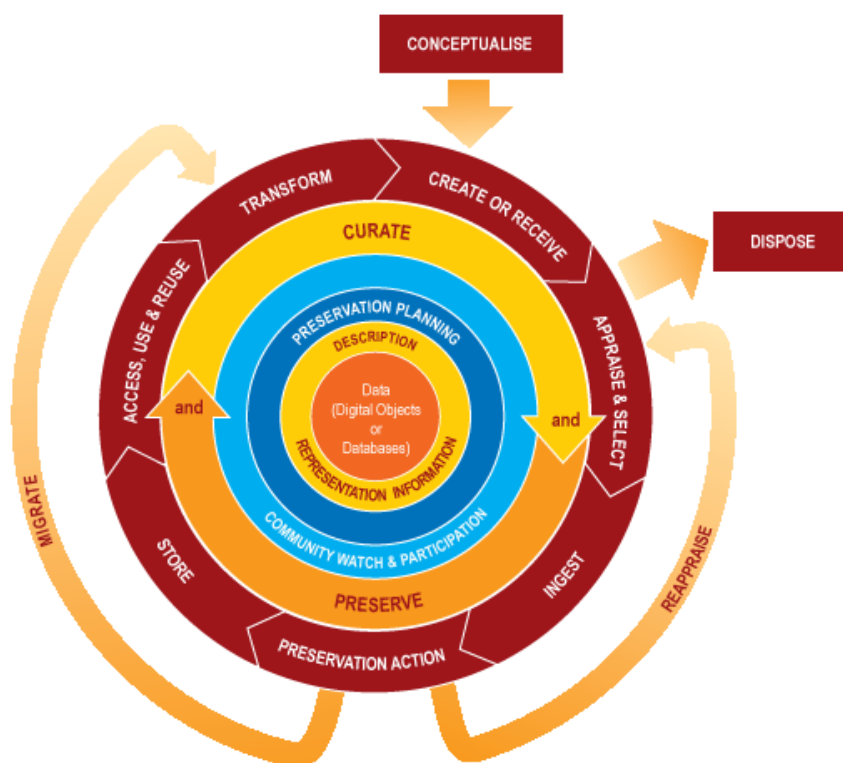 CONCEPTUALISE
DISPOSE
TRANSFORM
CREATE OR RECEIVE
APPRAISE & SELECT
INGEST
PRESERVATION ACTION
STORE
ACCESS, USE & REUSE
MIGRATE
REAPPRAISE
CURATE
and
PRESERVE
and
COMMUNITY WATCH & PARTICIPATION
PRESERVATION PLANNING
DESCRIPTION
REPRESENTATION INFORMATION
Data
(Digital Objects
or
Databases)